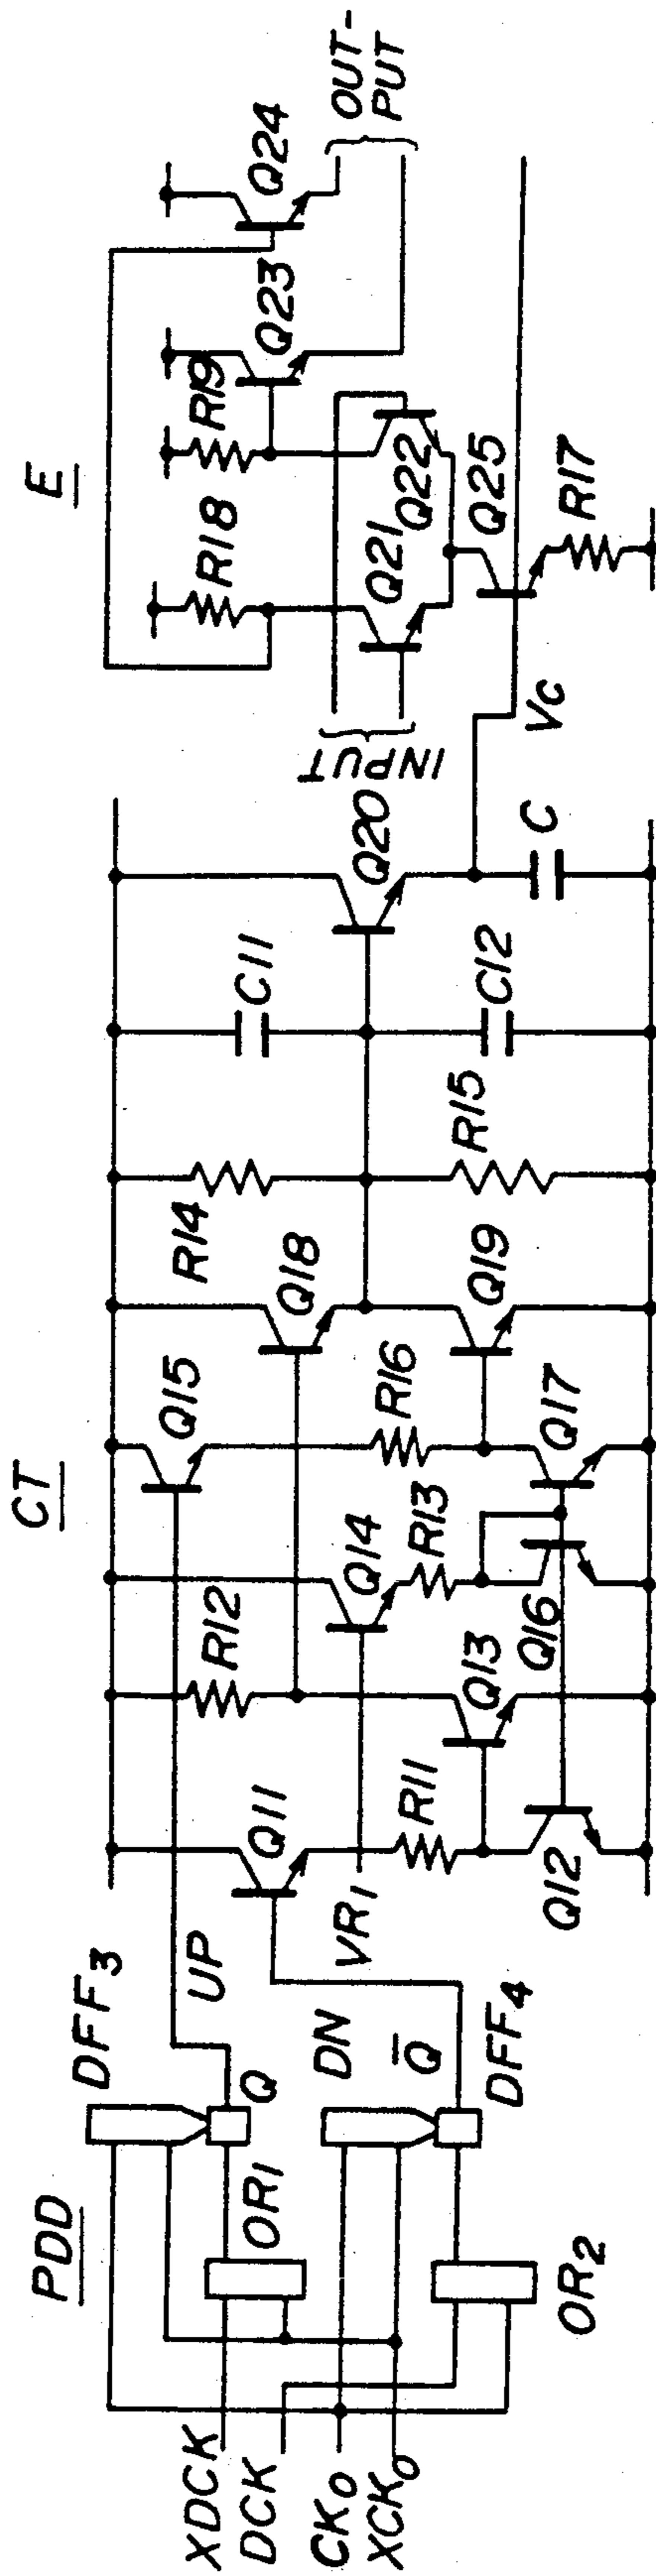 PDD
CT
E
XDCK
DCK
CK0
XCK0
OR1
OR2
DFF3
DFF4
Q
Q̅
UP
DN
VR1
Q11
R11
Q12
R12
Q13
Q14
R13
Q16
Q15
R16
Q17
Q18
Q19
R14
R15
C11
C12
Q20
C
Vc
INPUT
R18
R19
Q21
Q22
Q23
Q24
Q25
R17
OUT-
PUT